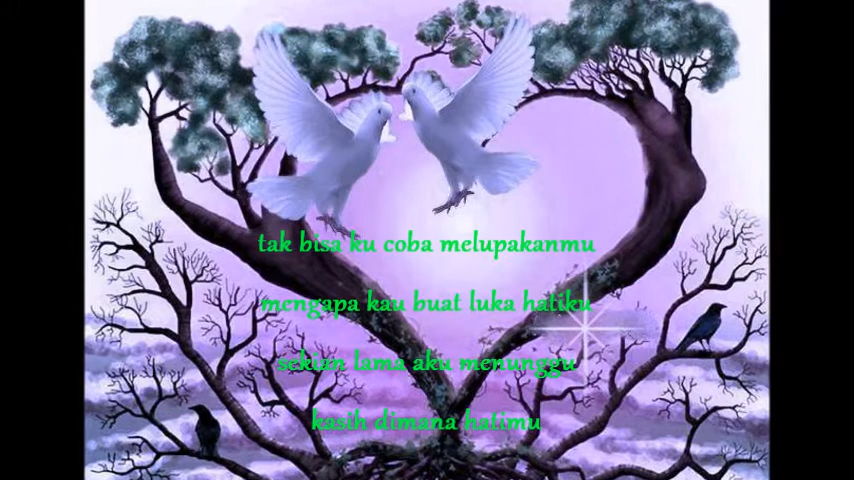 tak bisa ku coba melupakanmu
mengapa kau buat luka hatiku
sekian lama aku menunggu
kasih dimana hatimu